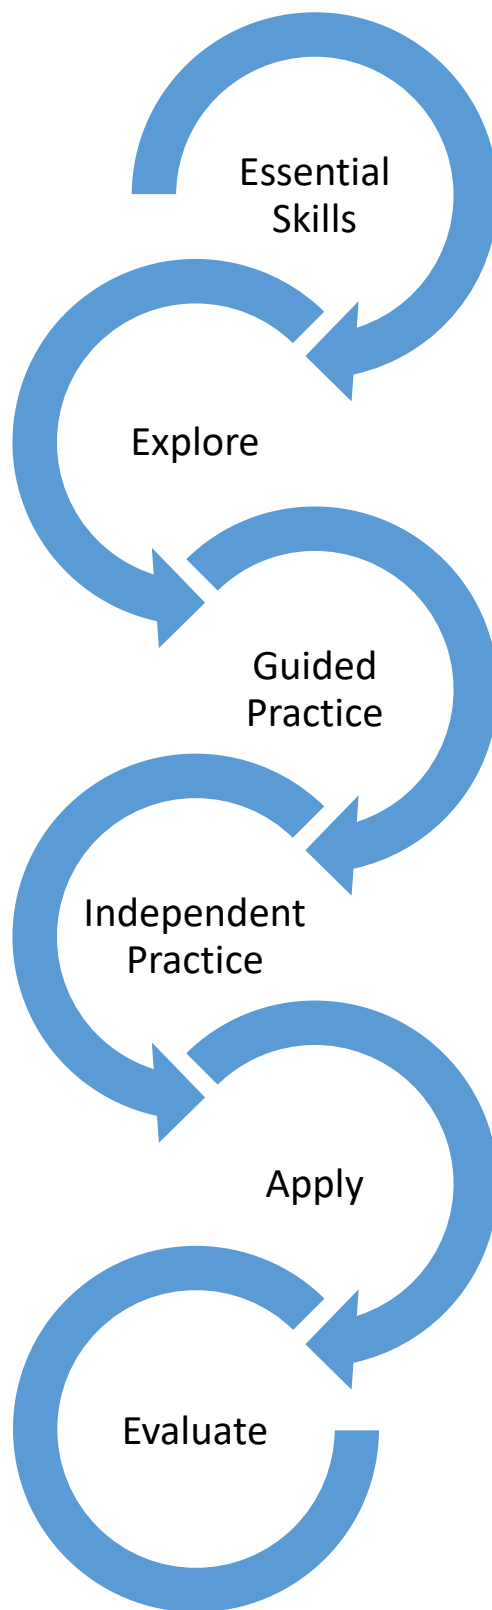 Essential
Skills
Explore
Guided
Practice
Independent
Practice
Apply
Evaluate